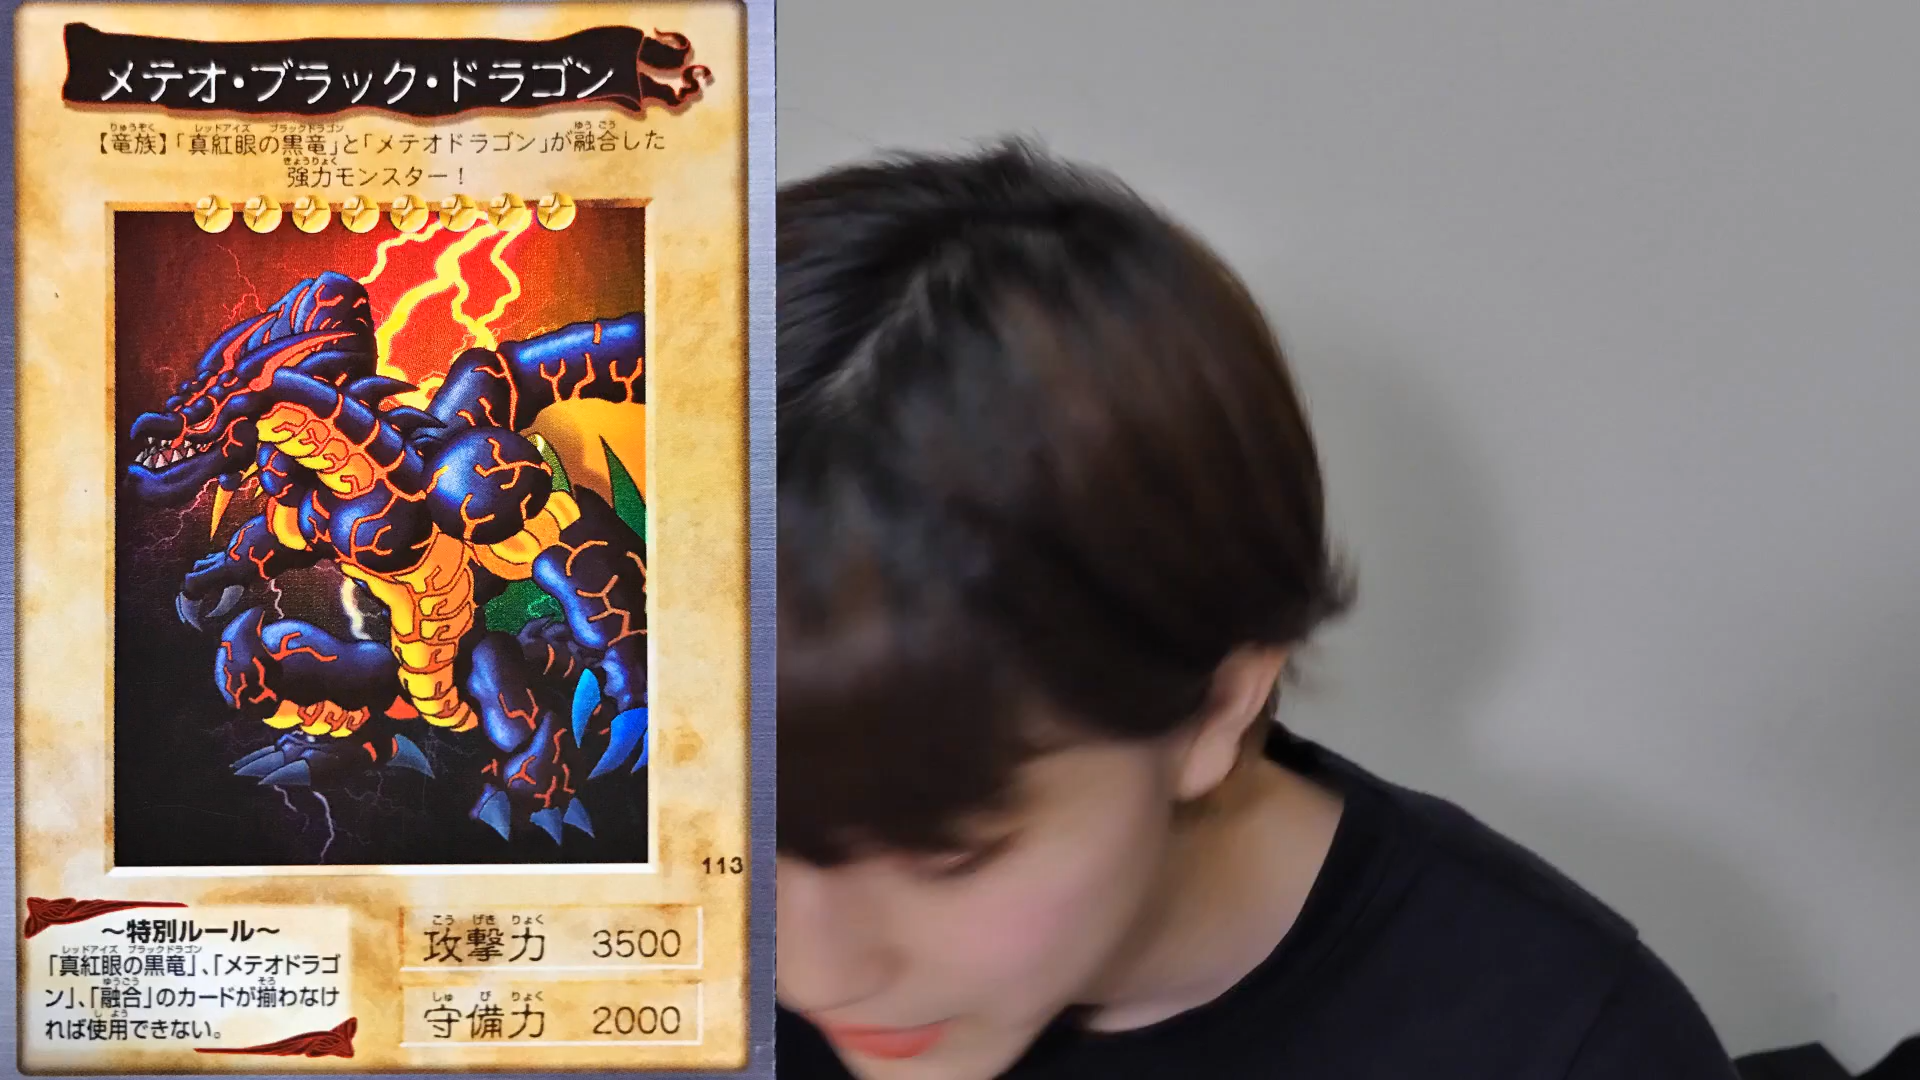 メテオ・ブラック・ドラゴン
りゅうぞく レッドアイズ ブラックドラゴン ゆうごう
【竜族】「真紅眼の黒竜」と「メテオドラゴン」が融合した
きょうりょく
強力モンスター！
113
～特別ルール～
レッドアイズ ブラックドラゴン
「真紅眼の黒竜」、「メテオドラゴ
ゆうごう そろ
ン」、「融合」のカードが揃わなけ
しよう
れば使用できない。
こう げき りょく
攻撃力 3500
しゅ び りょく
守備力 2000